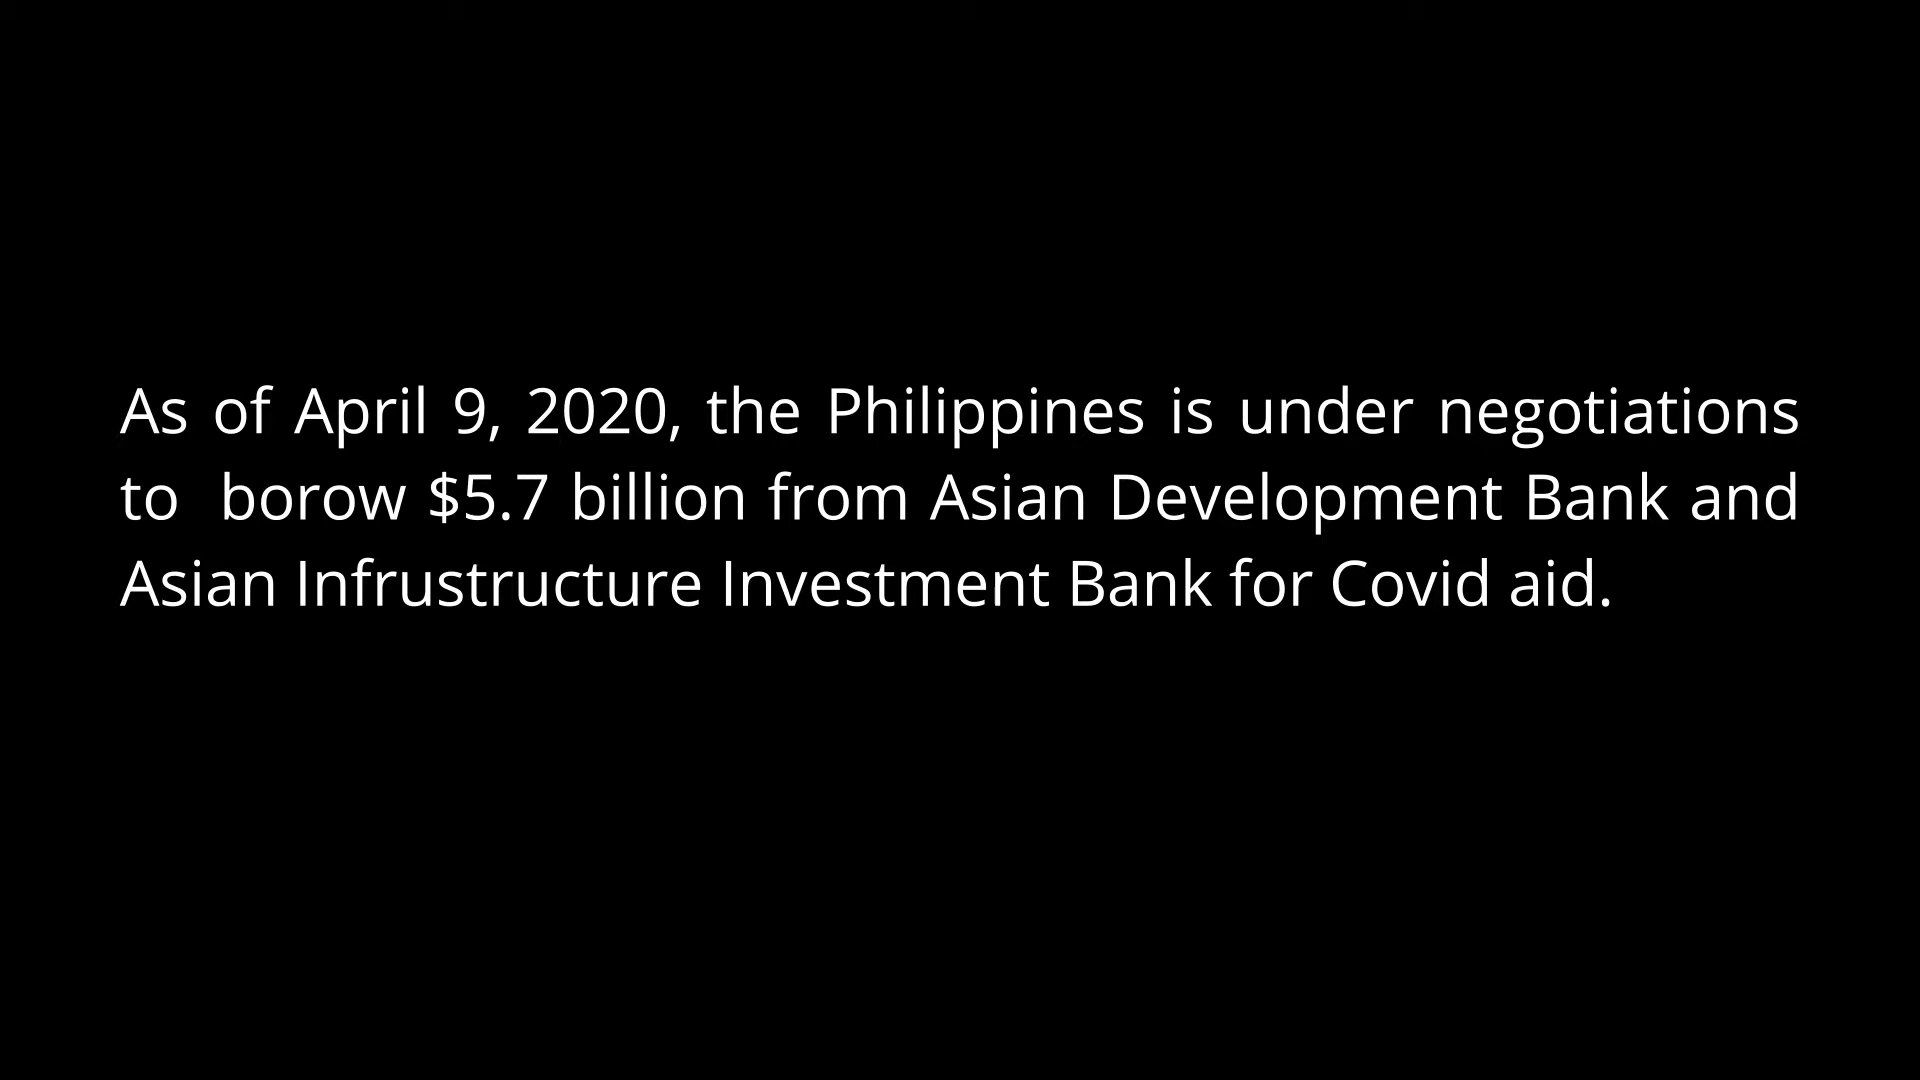 As of April 9, 2020, the Philippines is under negotiations
to  borow $5.7 billion from Asian Development Bank and
Asian Infrustructure Investment Bank for Covid aid.